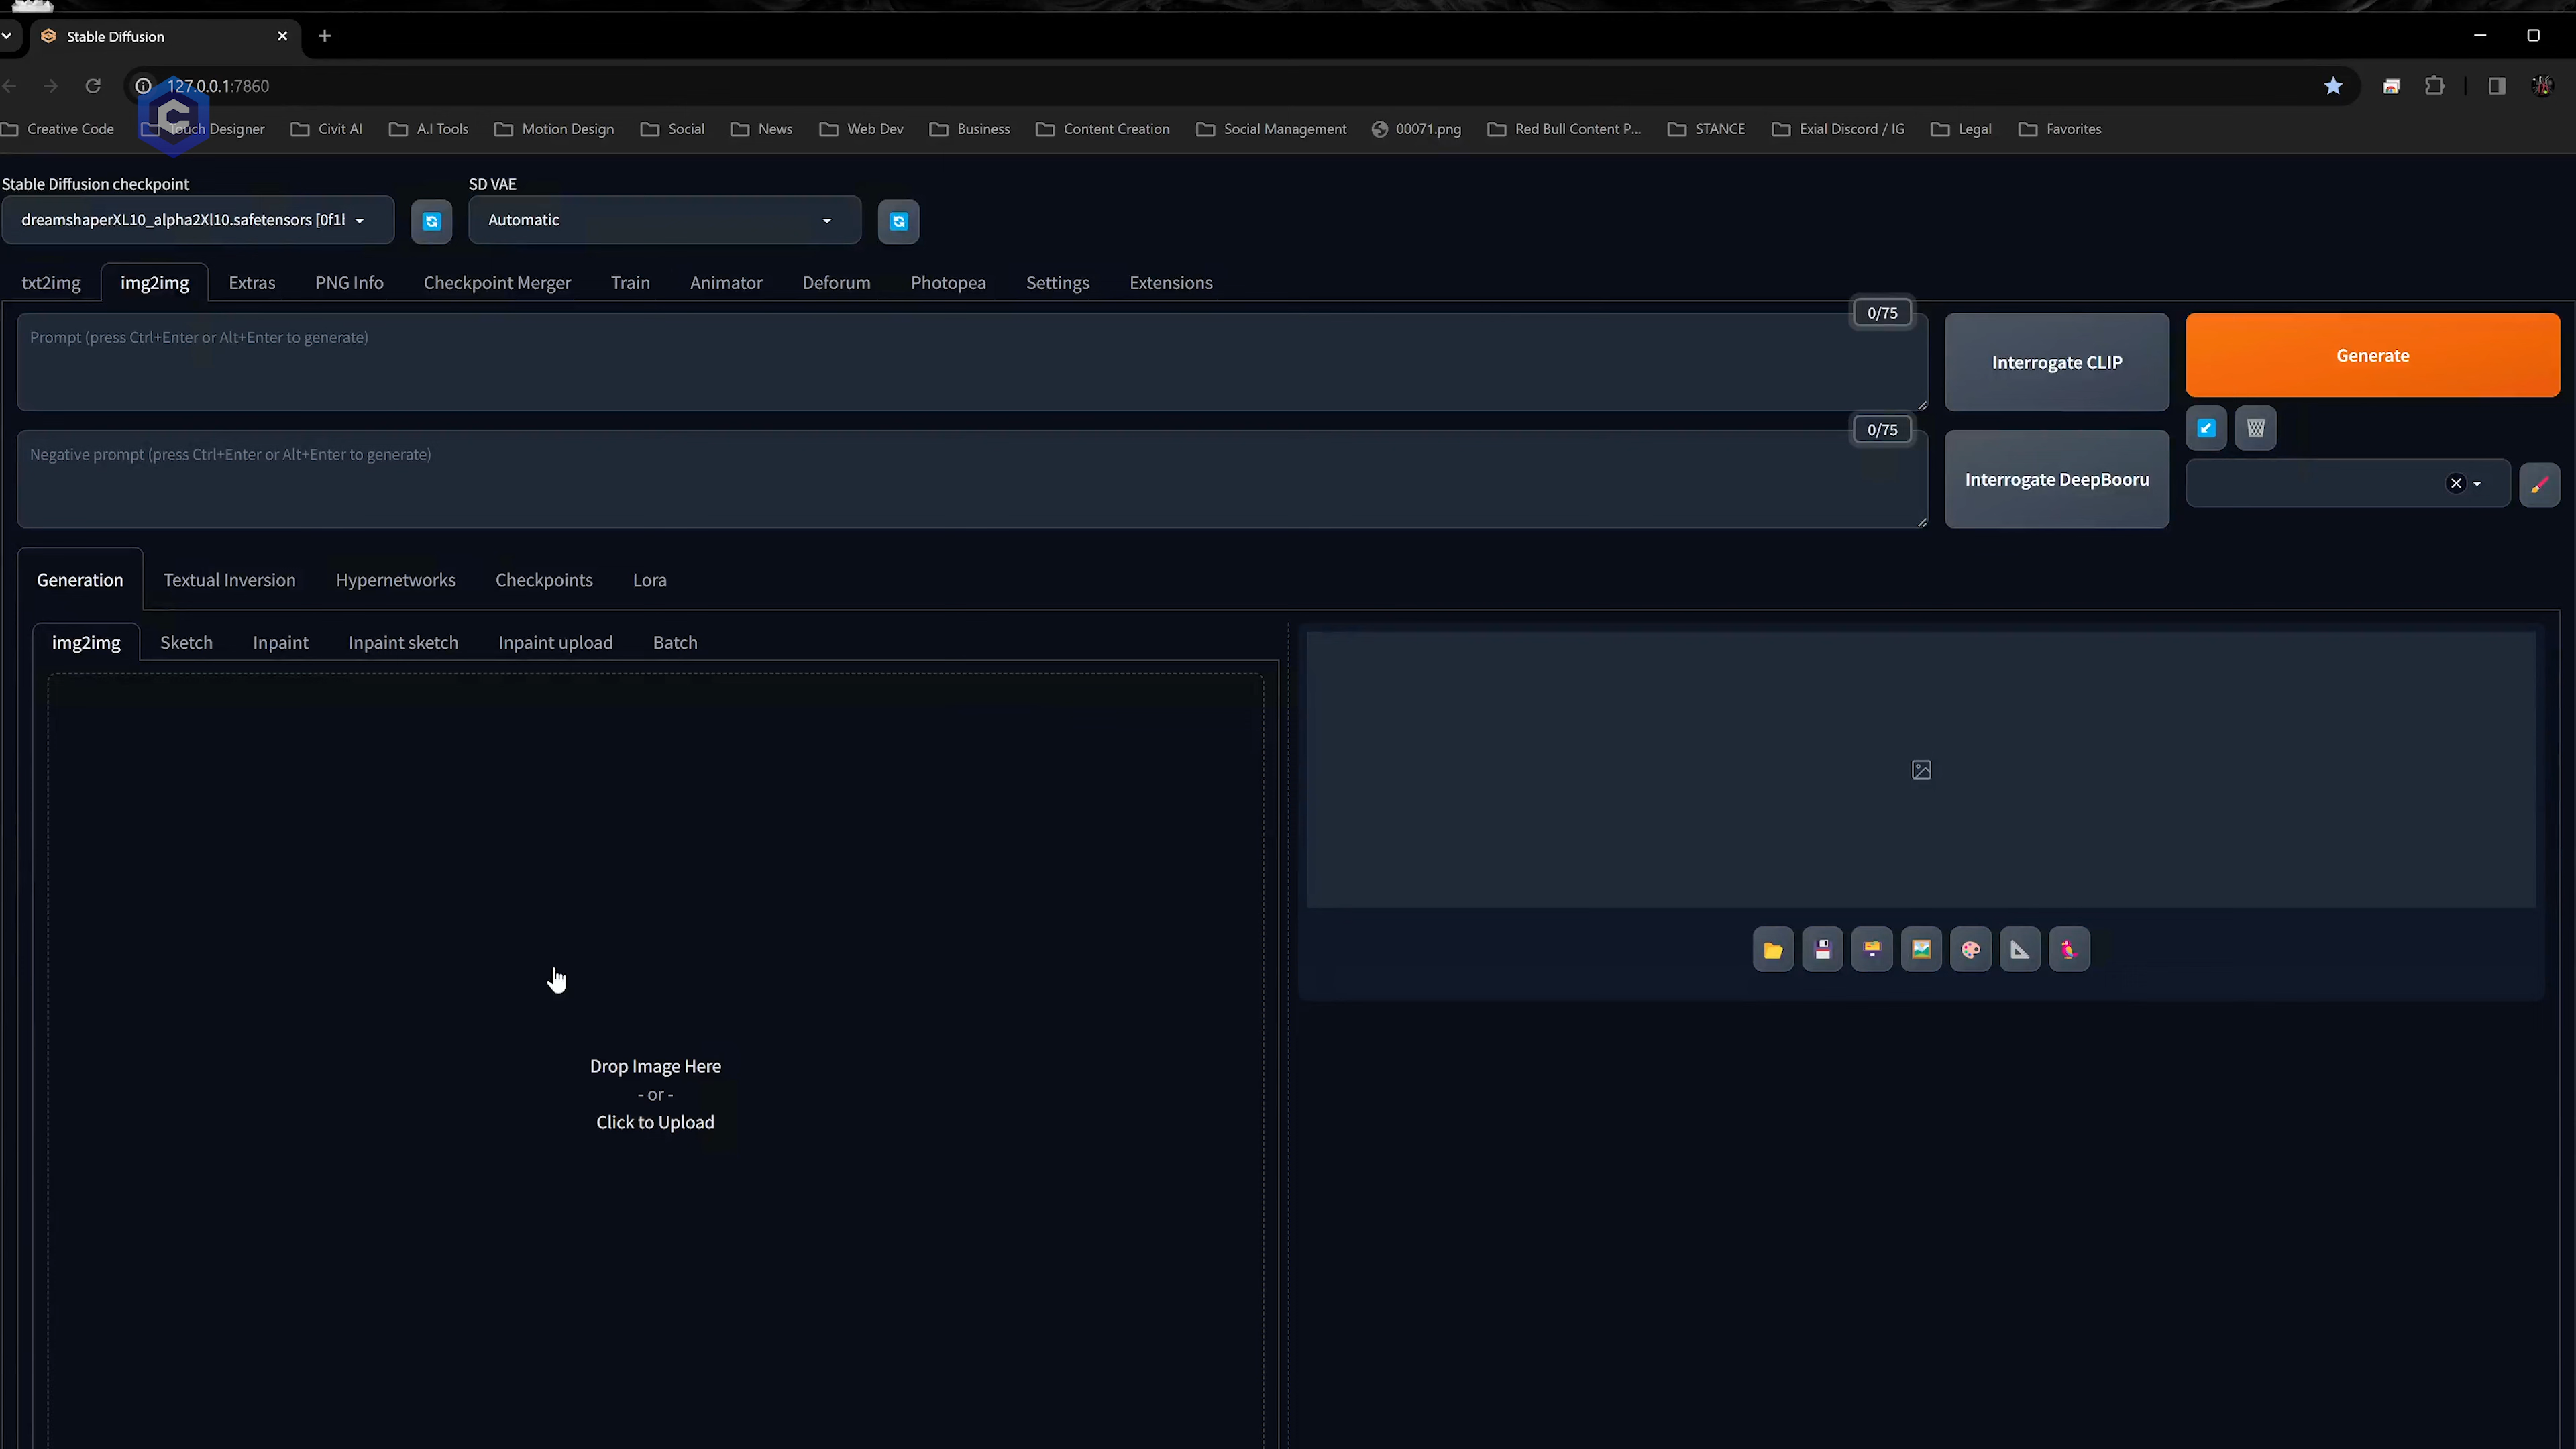 Stable Diffusion
127.0.0.1:7860
Creative Code
Touch Designer
Civit AI
A.I Tools
Motion Design
Social
News
Web Dev
Business
Content Creation
Social Management
00071.png
Red Bull Content P...
STANCE
Exial Discord / IG
Legal
Favorites
Stable Diffusion checkpoint
SD VAE
dreamshaperXL10_alpha2Xl10.safetensors [0f1l
Automatic
txt2img
img2img
Extras
PNG Info
Checkpoint Merger
Train
Animator
Deforum
Photopea
Settings
Extensions
0/75
Prompt (press Ctrl+Enter or Alt+Enter to generate)
Interrogate CLIP
Generate
0/75
Negative prompt (press Ctrl+Enter or Alt+Enter to generate)
Interrogate DeepBooru
Generation
Textual Inversion
Hypernetworks
Checkpoints
Lora
img2img
Sketch
Inpaint
Inpaint sketch
Inpaint upload
Batch
Drop Image Here
- or -
Click to Upload